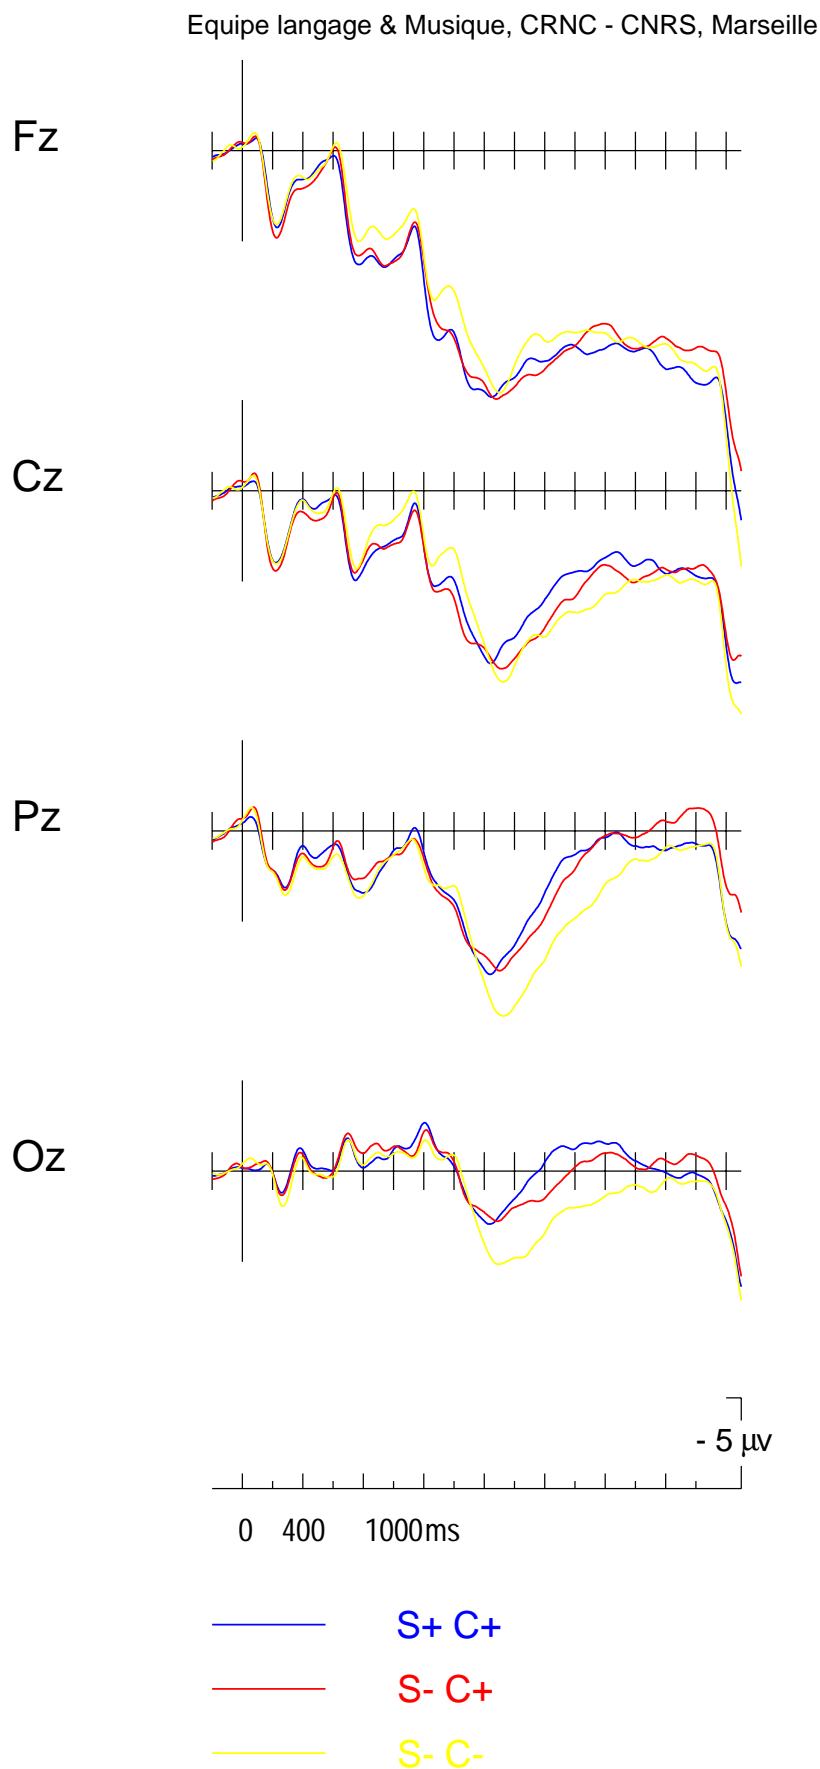 Equipe langage & Musique, CRNC - CNRS, Marseille
Fz
Cz
Pz
Oz
- 5 μv
0 400 1000ms
S+ C+
S- C+
S- C-